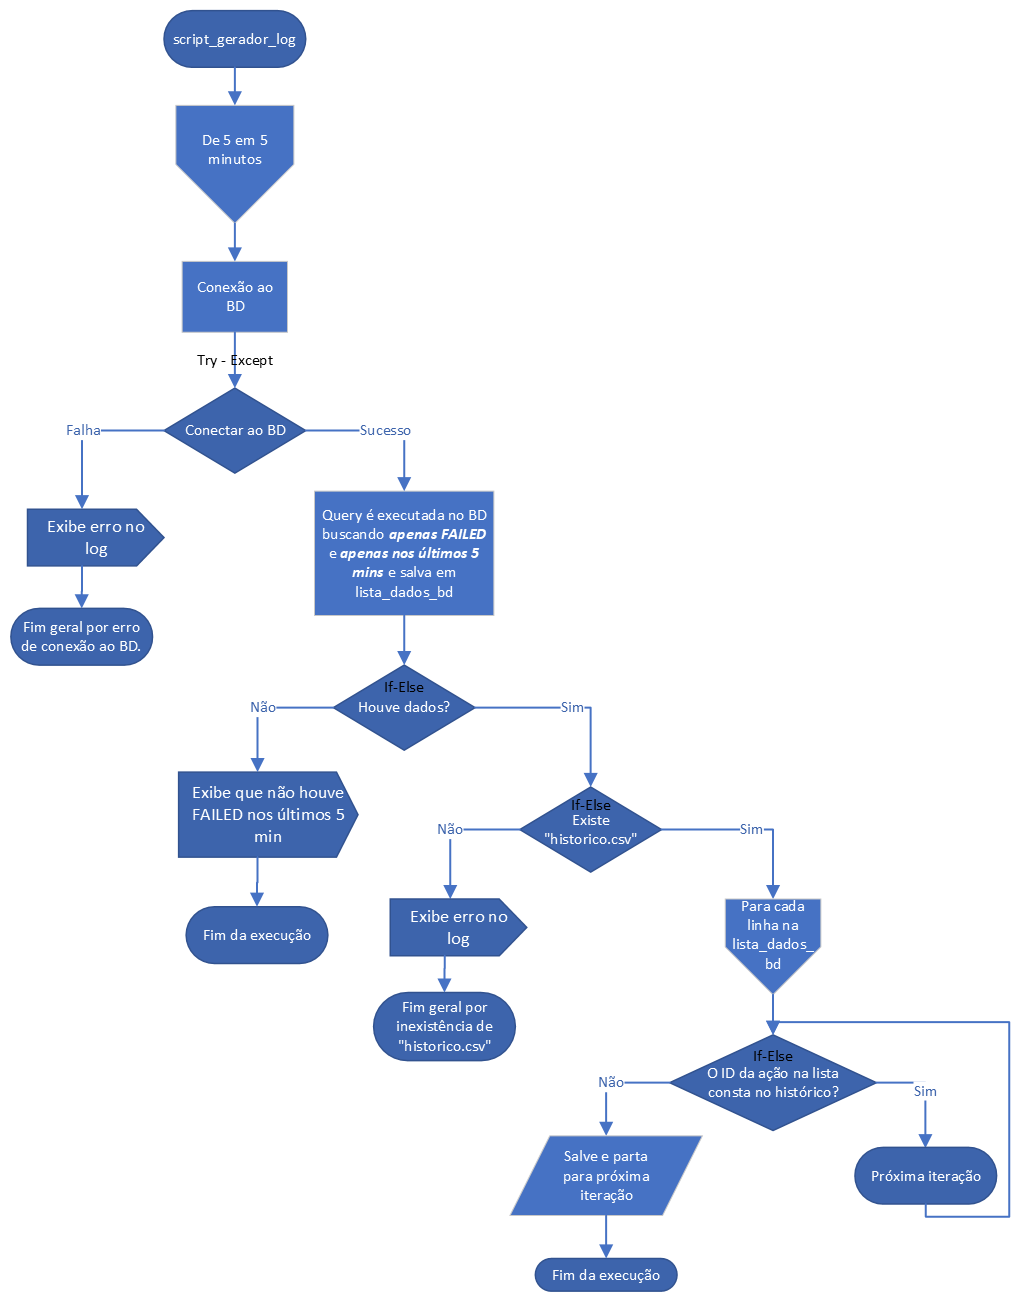 script_gerador_log
De 5 em 5
minutos
Conexão ao
BD
Try - Except
Conectar ao BD
Falha
Sucesso
Exibe erro no
log
Fim geral por erro
de conexão ao BD.
Query é executada no BD
buscando apenas FAILED
e apenas nos últimos 5
mins e salva em
lista_dados_bd
If-Else
Houve dados?
Não
Sim
Exibe que não houve
FAILED nos últimos 5
min
Fim da execução
If-Else
Existe
"historico.csv"
Não
Sim
Exibe erro no
log
Fim geral por
inexistência de
"historico.csv"
Para cada
linha na
lista_dados_
bd
If-Else
O ID da ação na lista
consta no histórico?
Não
Sim
Salve e parta
para próxima
iteração
Próxima iteração
Fim da execução